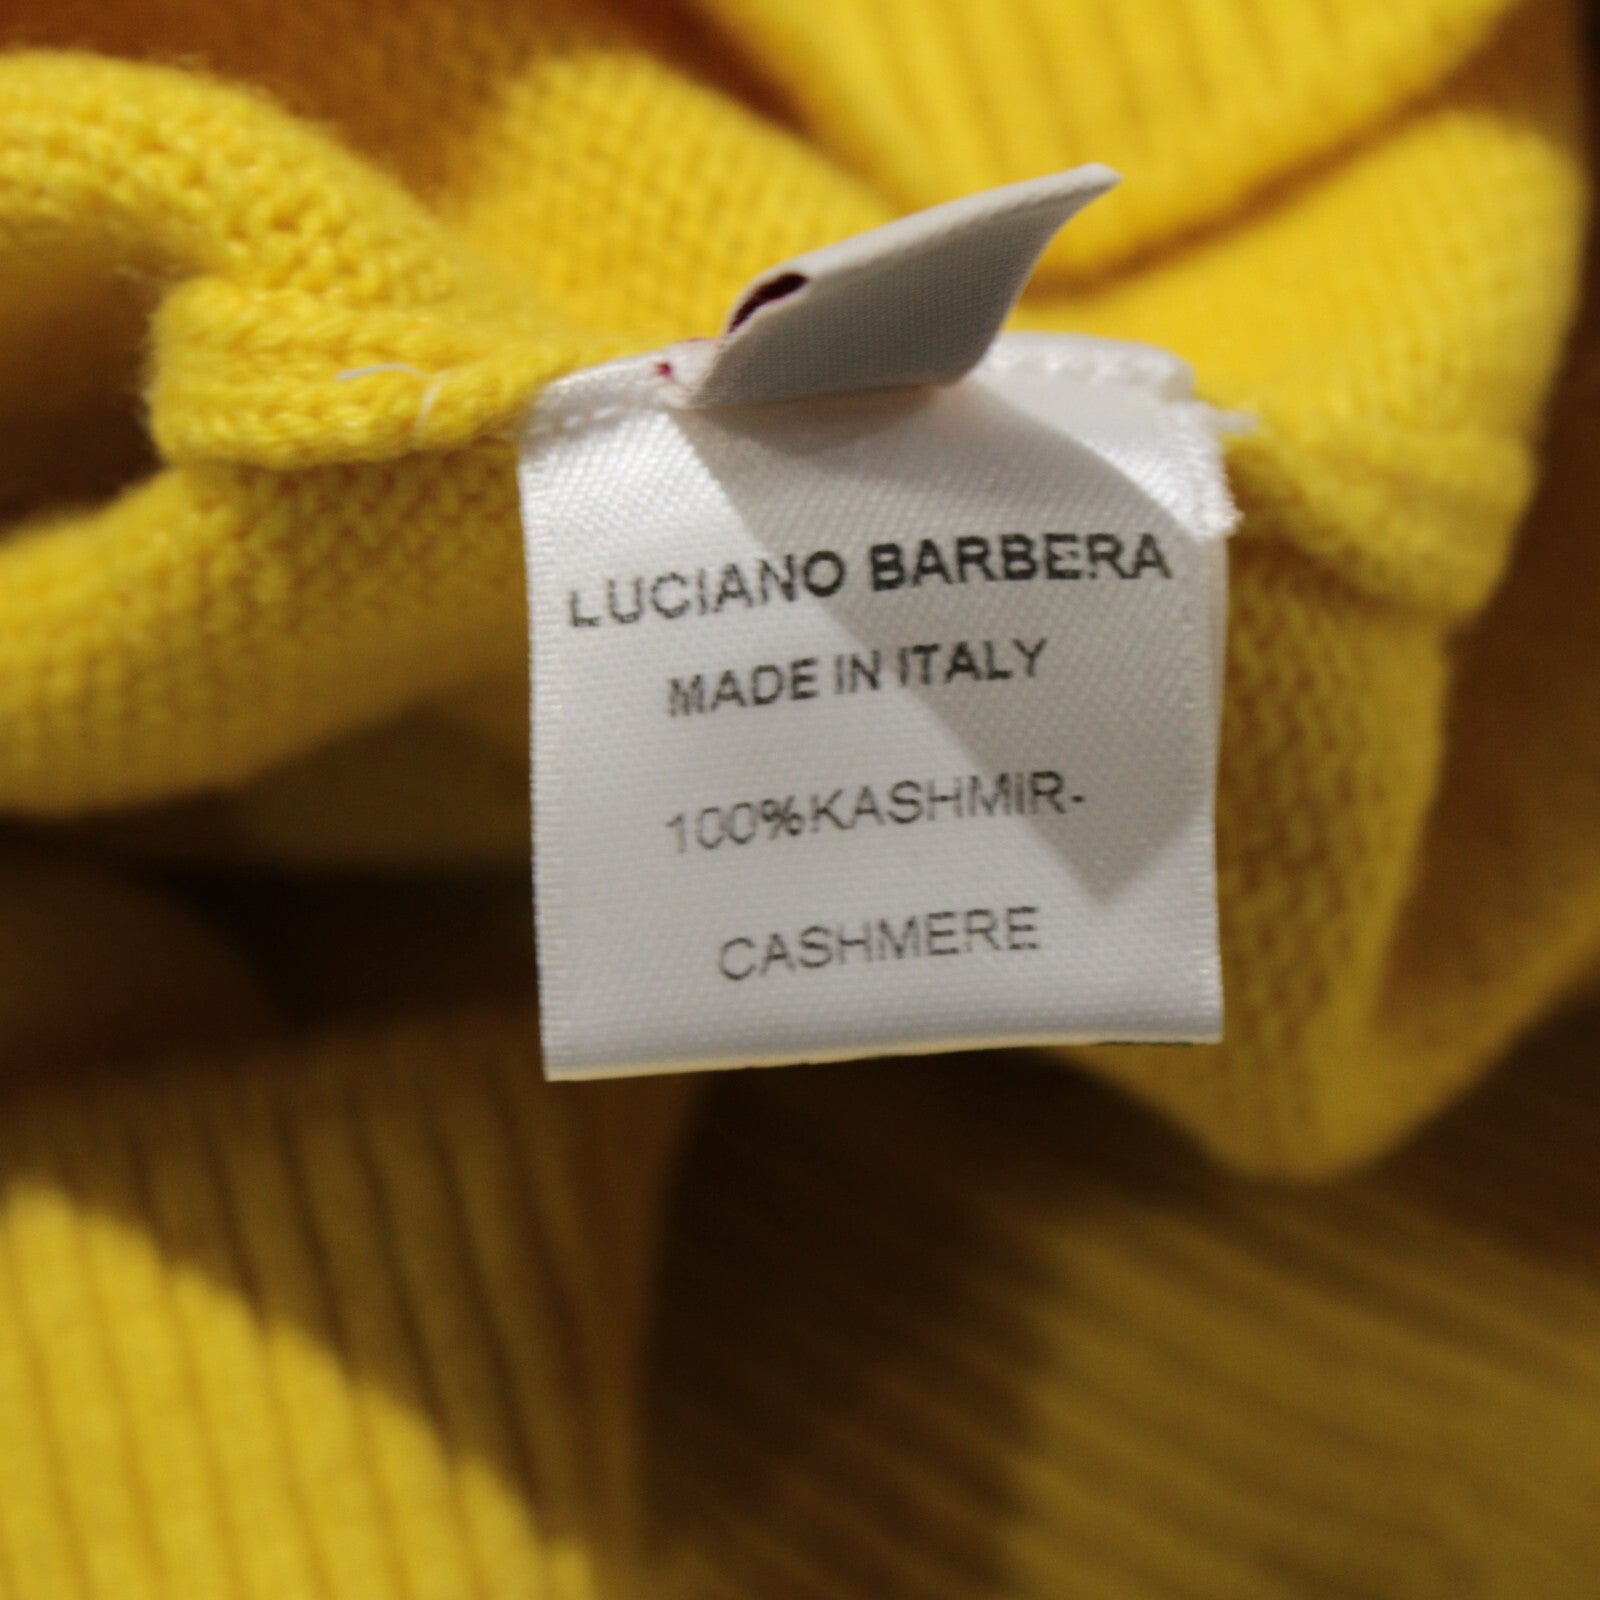 LUCIANO BARBERA
MADE IN ITALY
100%KASHMIR-
CASHMERE